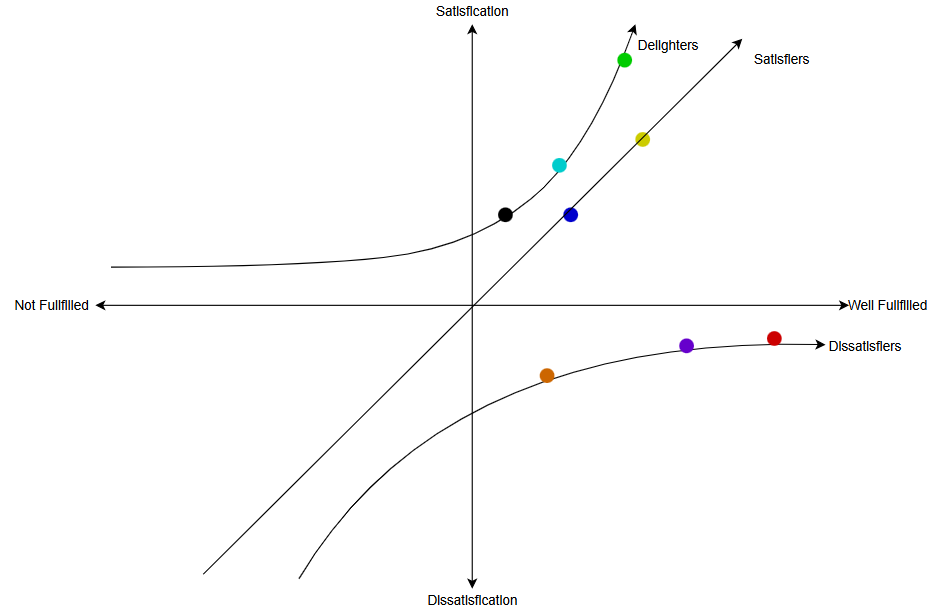 Satisfication
Delighters
Satisfiers
Not Fullfilled
Well Fullfilled
Dissatisfiers
Dissatisfication